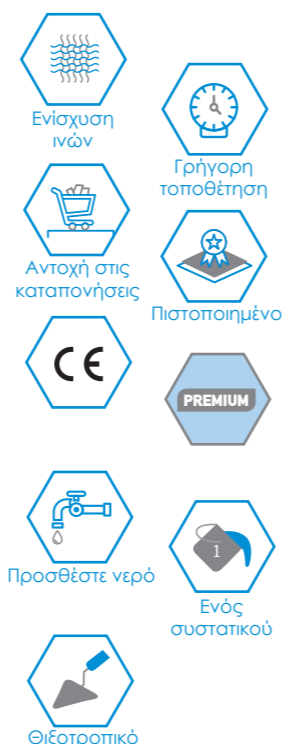 Ενίσχυση
ινών
Γρήγορη
τοποθέτηση
Αντοχή στις
καταπονήσεις
Πιστοποιημένο
CE
PREMIUM
Προσθέστε νερό
1
Ενός
συστατικού
Θιξοτροπικό